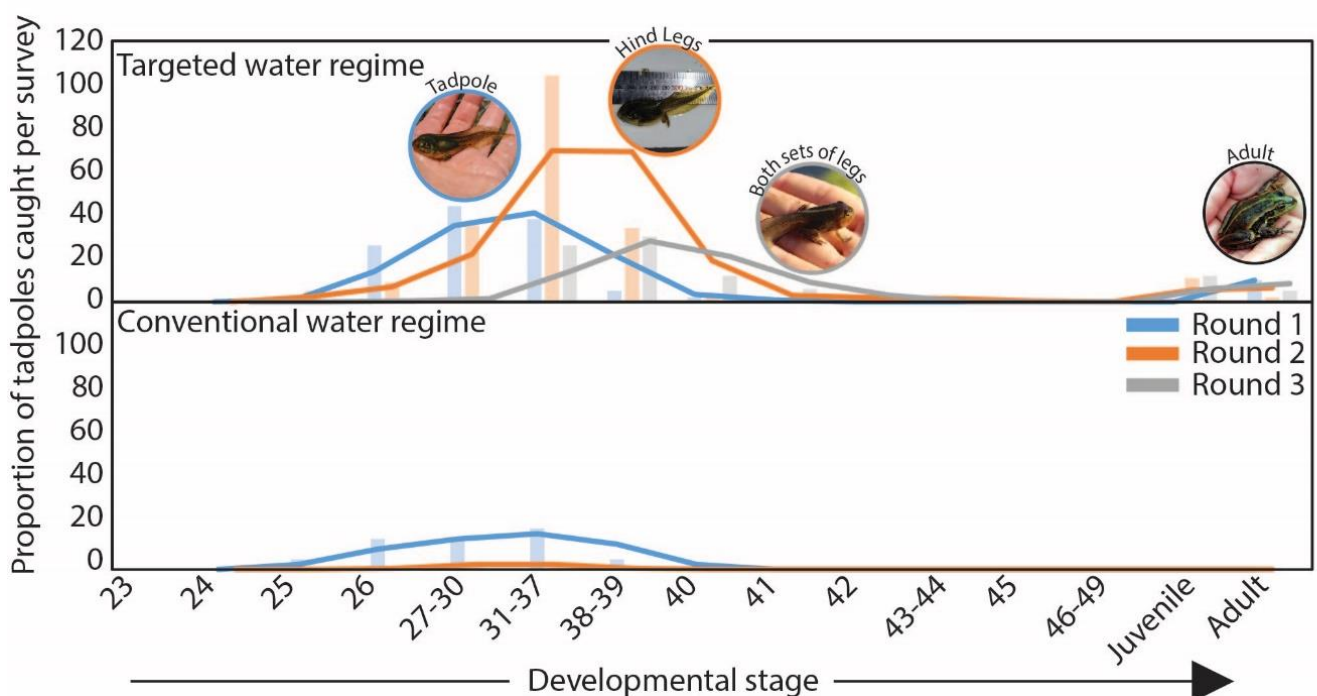 Proportion of tadpoles caught per survey
120
100
80
60
40
20
0
Targeted water regime
Tadpole
Hind Legs
Both sets of legs
Adult
Conventional water regime
100
80
60
40
20
0
Round 1
Round 2
Round 3
23
24
25
26
27-30
31-37
38-39
40
41
42
43-44
45
46-49
Juvenile
Adult
Developmental stage